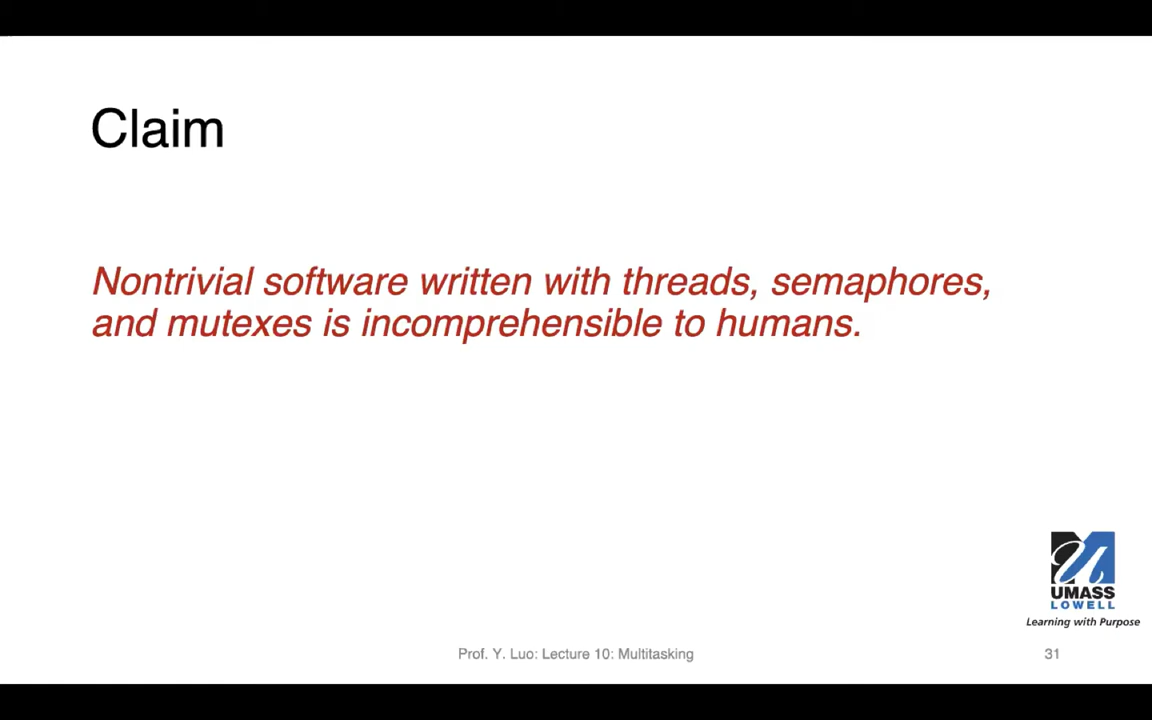 Claim
Nontrivial software written with threads, semaphores,
and mutexes is incomprehensible to humans.
UMASS
LOWELL
Learning with Purpose
Prof. Y. Luo: Lecture 10: Multitasking
31